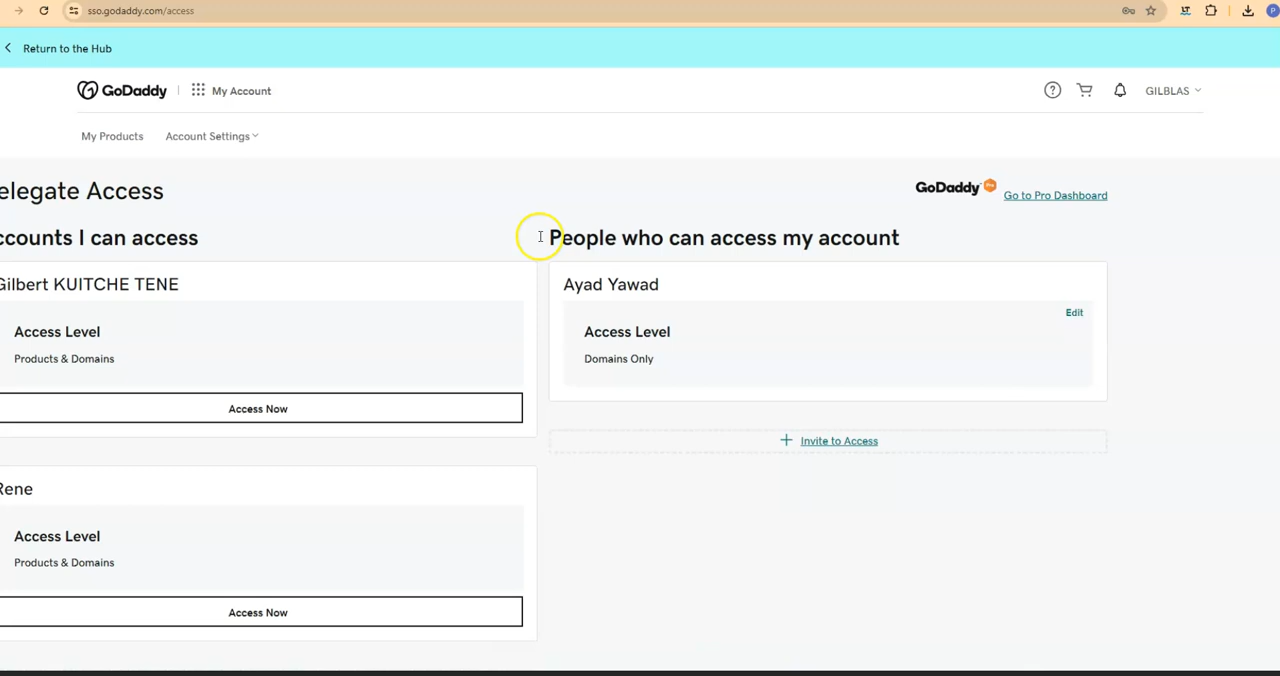 sso.godaddy.com/access
Return to the Hub
GoDaddy
My Account
GILBLAS
My Products
Account Settings
elegate Access
GoDaddy
Go to Pro Dashboard
ccounts I can access
Gilbert KUITCHE TENE
Access Level
Products & Domains
Access Now
Rene
Access Level
Products & Domains
Access Now
People who can access my account
Ayad Yawad
Edit
Access Level
Domains Only
+ Invite to Access